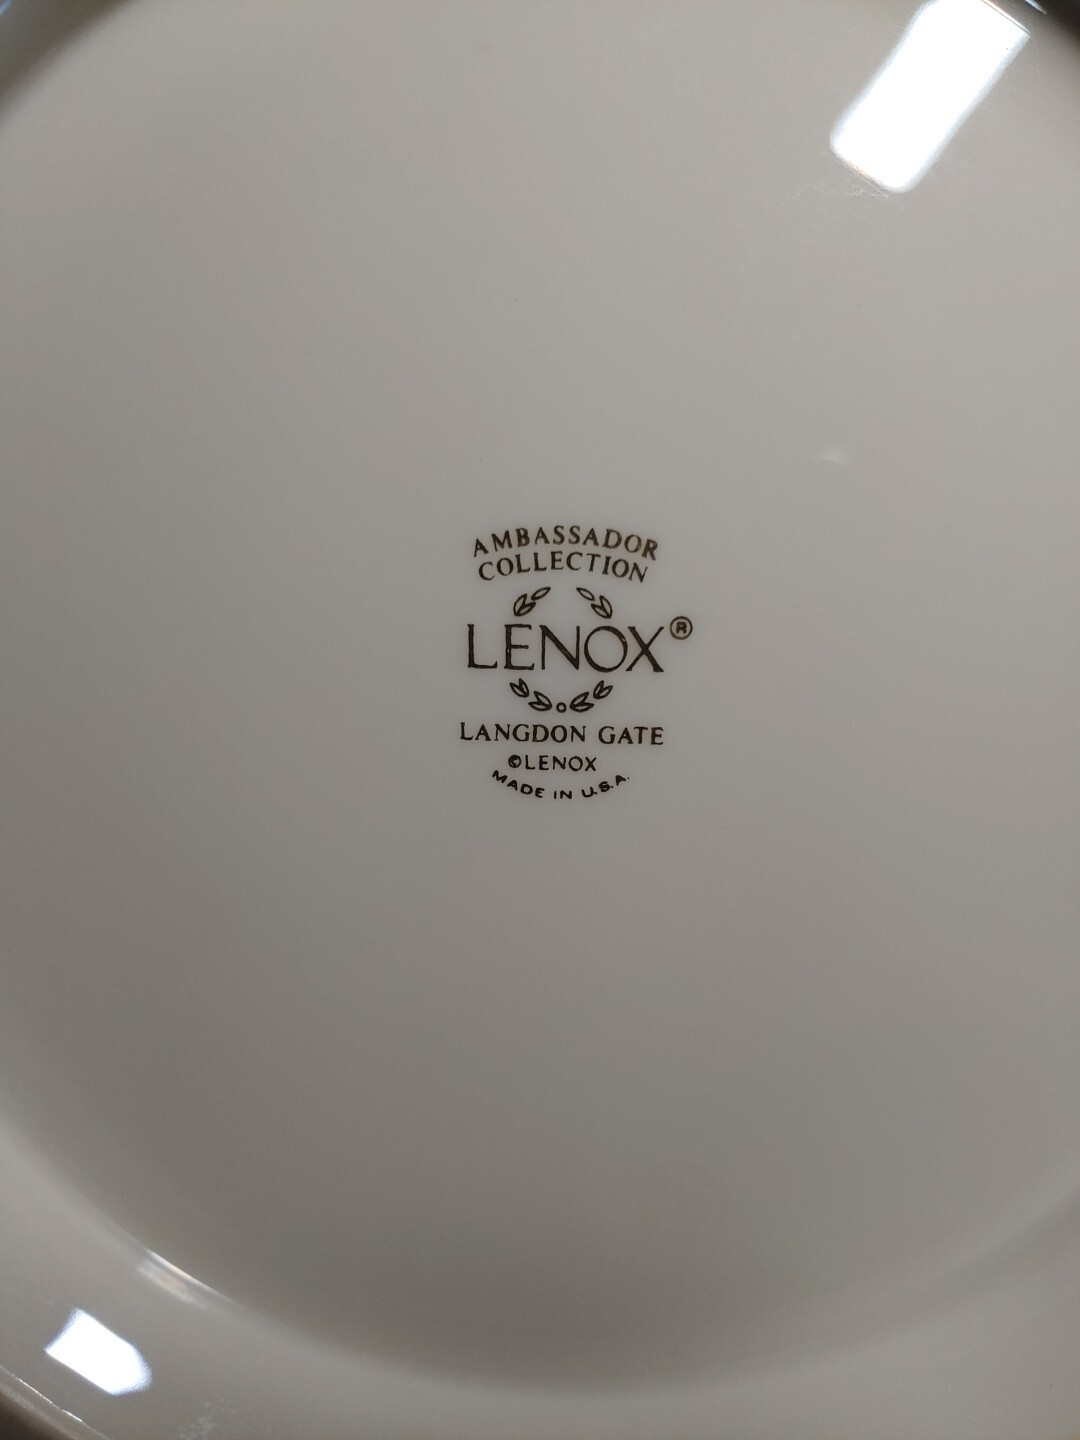 AMBASSADOR
COLLECTION
LENOX®
LANGDON GATE
©LENOX
MADE IN U.S.A.